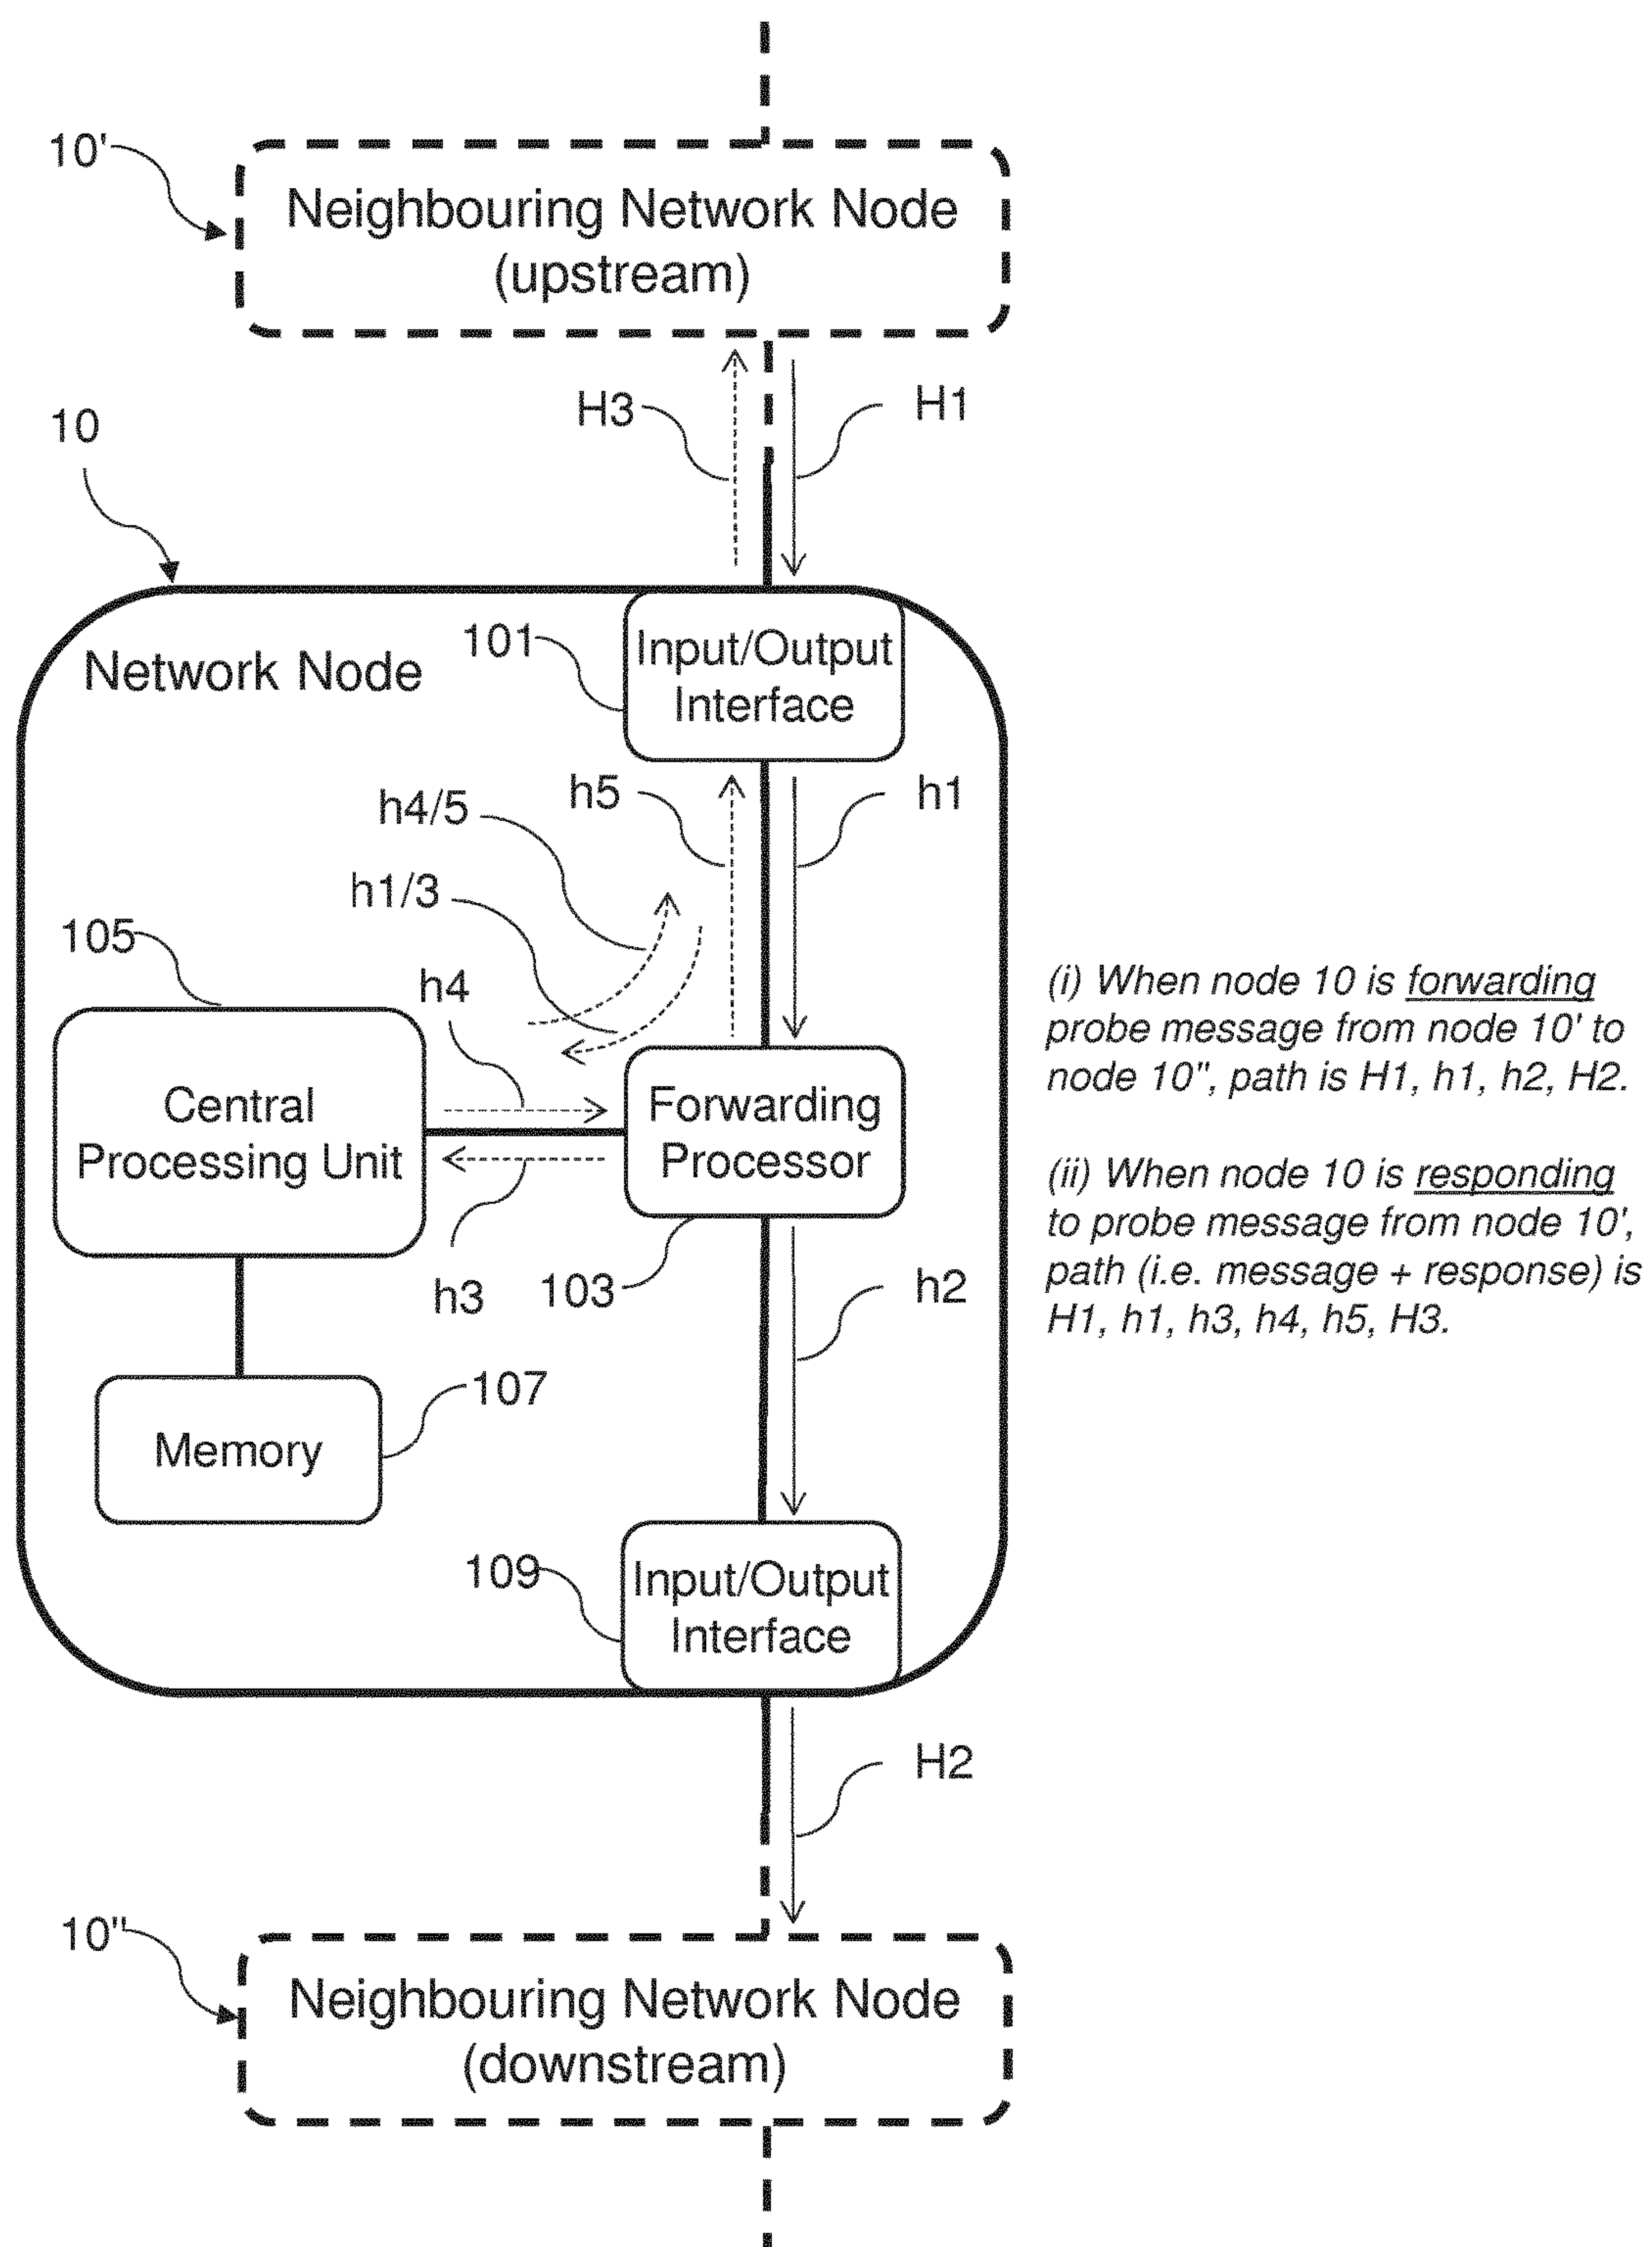 10'
Neighbouring Network Node
(upstream)
H3
H1
10
Network Node
101
Input/Output
Interface
h5
h1
h4/5
h1/3
105
h4
Central
Processing Unit
Forwarding
Processor
h3
103
h2
107
Memory
109
Input/Output
Interface
H2
10"
Neighbouring Network Node
(downstream)
(i) When node 10 is forwarding
probe message from node 10' to
node 10", path is H1, h1, h2, H2.
(ii) When node 10 is responding
to probe message from node 10',
path (i.e. message + response) is
H1, h1, h3, h4, h5, H3.